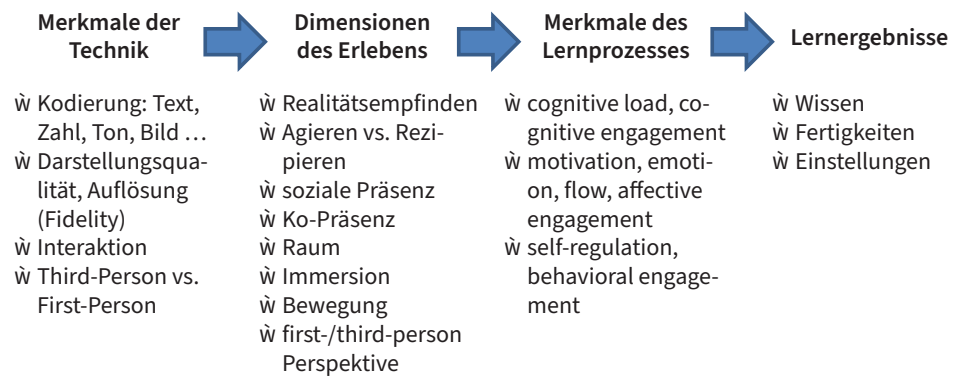 Merkmale der
Technik
Dimensionen
des Erlebens
Merkmale des
Lernprozesses
Lernergebnisse
ẁ Kodierung: Text,
Zahl, Ton, Bild …
ẁ Darstellungsqua-
lität, Auflösung
(Fidelity)
ẁ Interaktion
ẁ Third-Person vs.
First-Person
ẁ Realitätsempfinden
ẁ Agieren vs. Rezi-
pieren
ẁ soziale Präsenz
ẁ Ko-Präsenz
ẁ Raum
ẁ Immersion
ẁ Bewegung
ẁ first-/third-person
Perspektive
ẁ cognitive load, co-
gnitive engagement
ẁ motivation, emoti-
on, flow, affective
engagement
ẁ self-regulation,
behavioral engage-
ment
ẁ Wissen
ẁ Fertigkeiten
ẁ Einstellungen